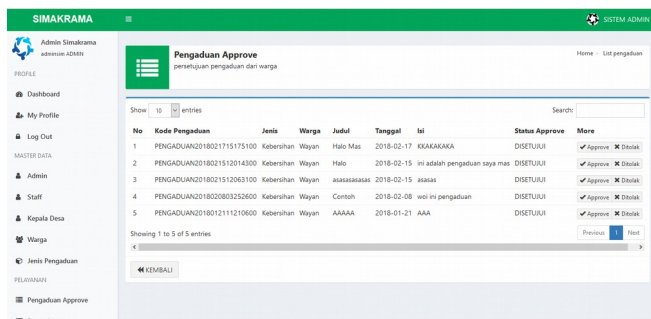 SIMAKRAMA
SISTEM ADMIN
Admin Simakrama
adminsim ADMIN
PROFILE
Dashboard
My Profile
Log Out
MASTER DATA
Admin
Staff
Kepala Desa
Warga
Jenis Pengaduan
PELAYANAN
Pengaduan Approve
Pengaduan Approve
persetujuan pengaduan dari warga
Home List pengaduan
Show 10 entries
Search:
No Kode Pengaduan Jenis Warga Judul Tanggal Isi Status Approve More
1 PENGADUAN2018021715175100 Kebersihan Wayan Halo Mas 2018-02-17 KKAKAKAKA DISETUJUI Approve Ditolak
2 PENGADUAN2018021512014300 Kebersihan Wayan Halo 2018-02-15 ini adalah pengaduan saya mas DISETUJUI Approve Ditolak
3 PENGADUAN2018021512063100 Kebersihan Wayan asasasasasas 2018-02-15 asasas DISETUJUI Approve Ditolak
4 PENGADUAN2018020803252600 Kebersihan Wayan Contoh 2018-02-08 woi ini pengaduan DISETUJUI Approve Ditolak
5 PENGADUAN2018012111210600 Kebersihan Wayan AAAAA 2018-01-21 AAA DISETUJUI Approve Ditolak
Showing 1 to 5 of 5 entries
Previous 1 Next
KEMBALI